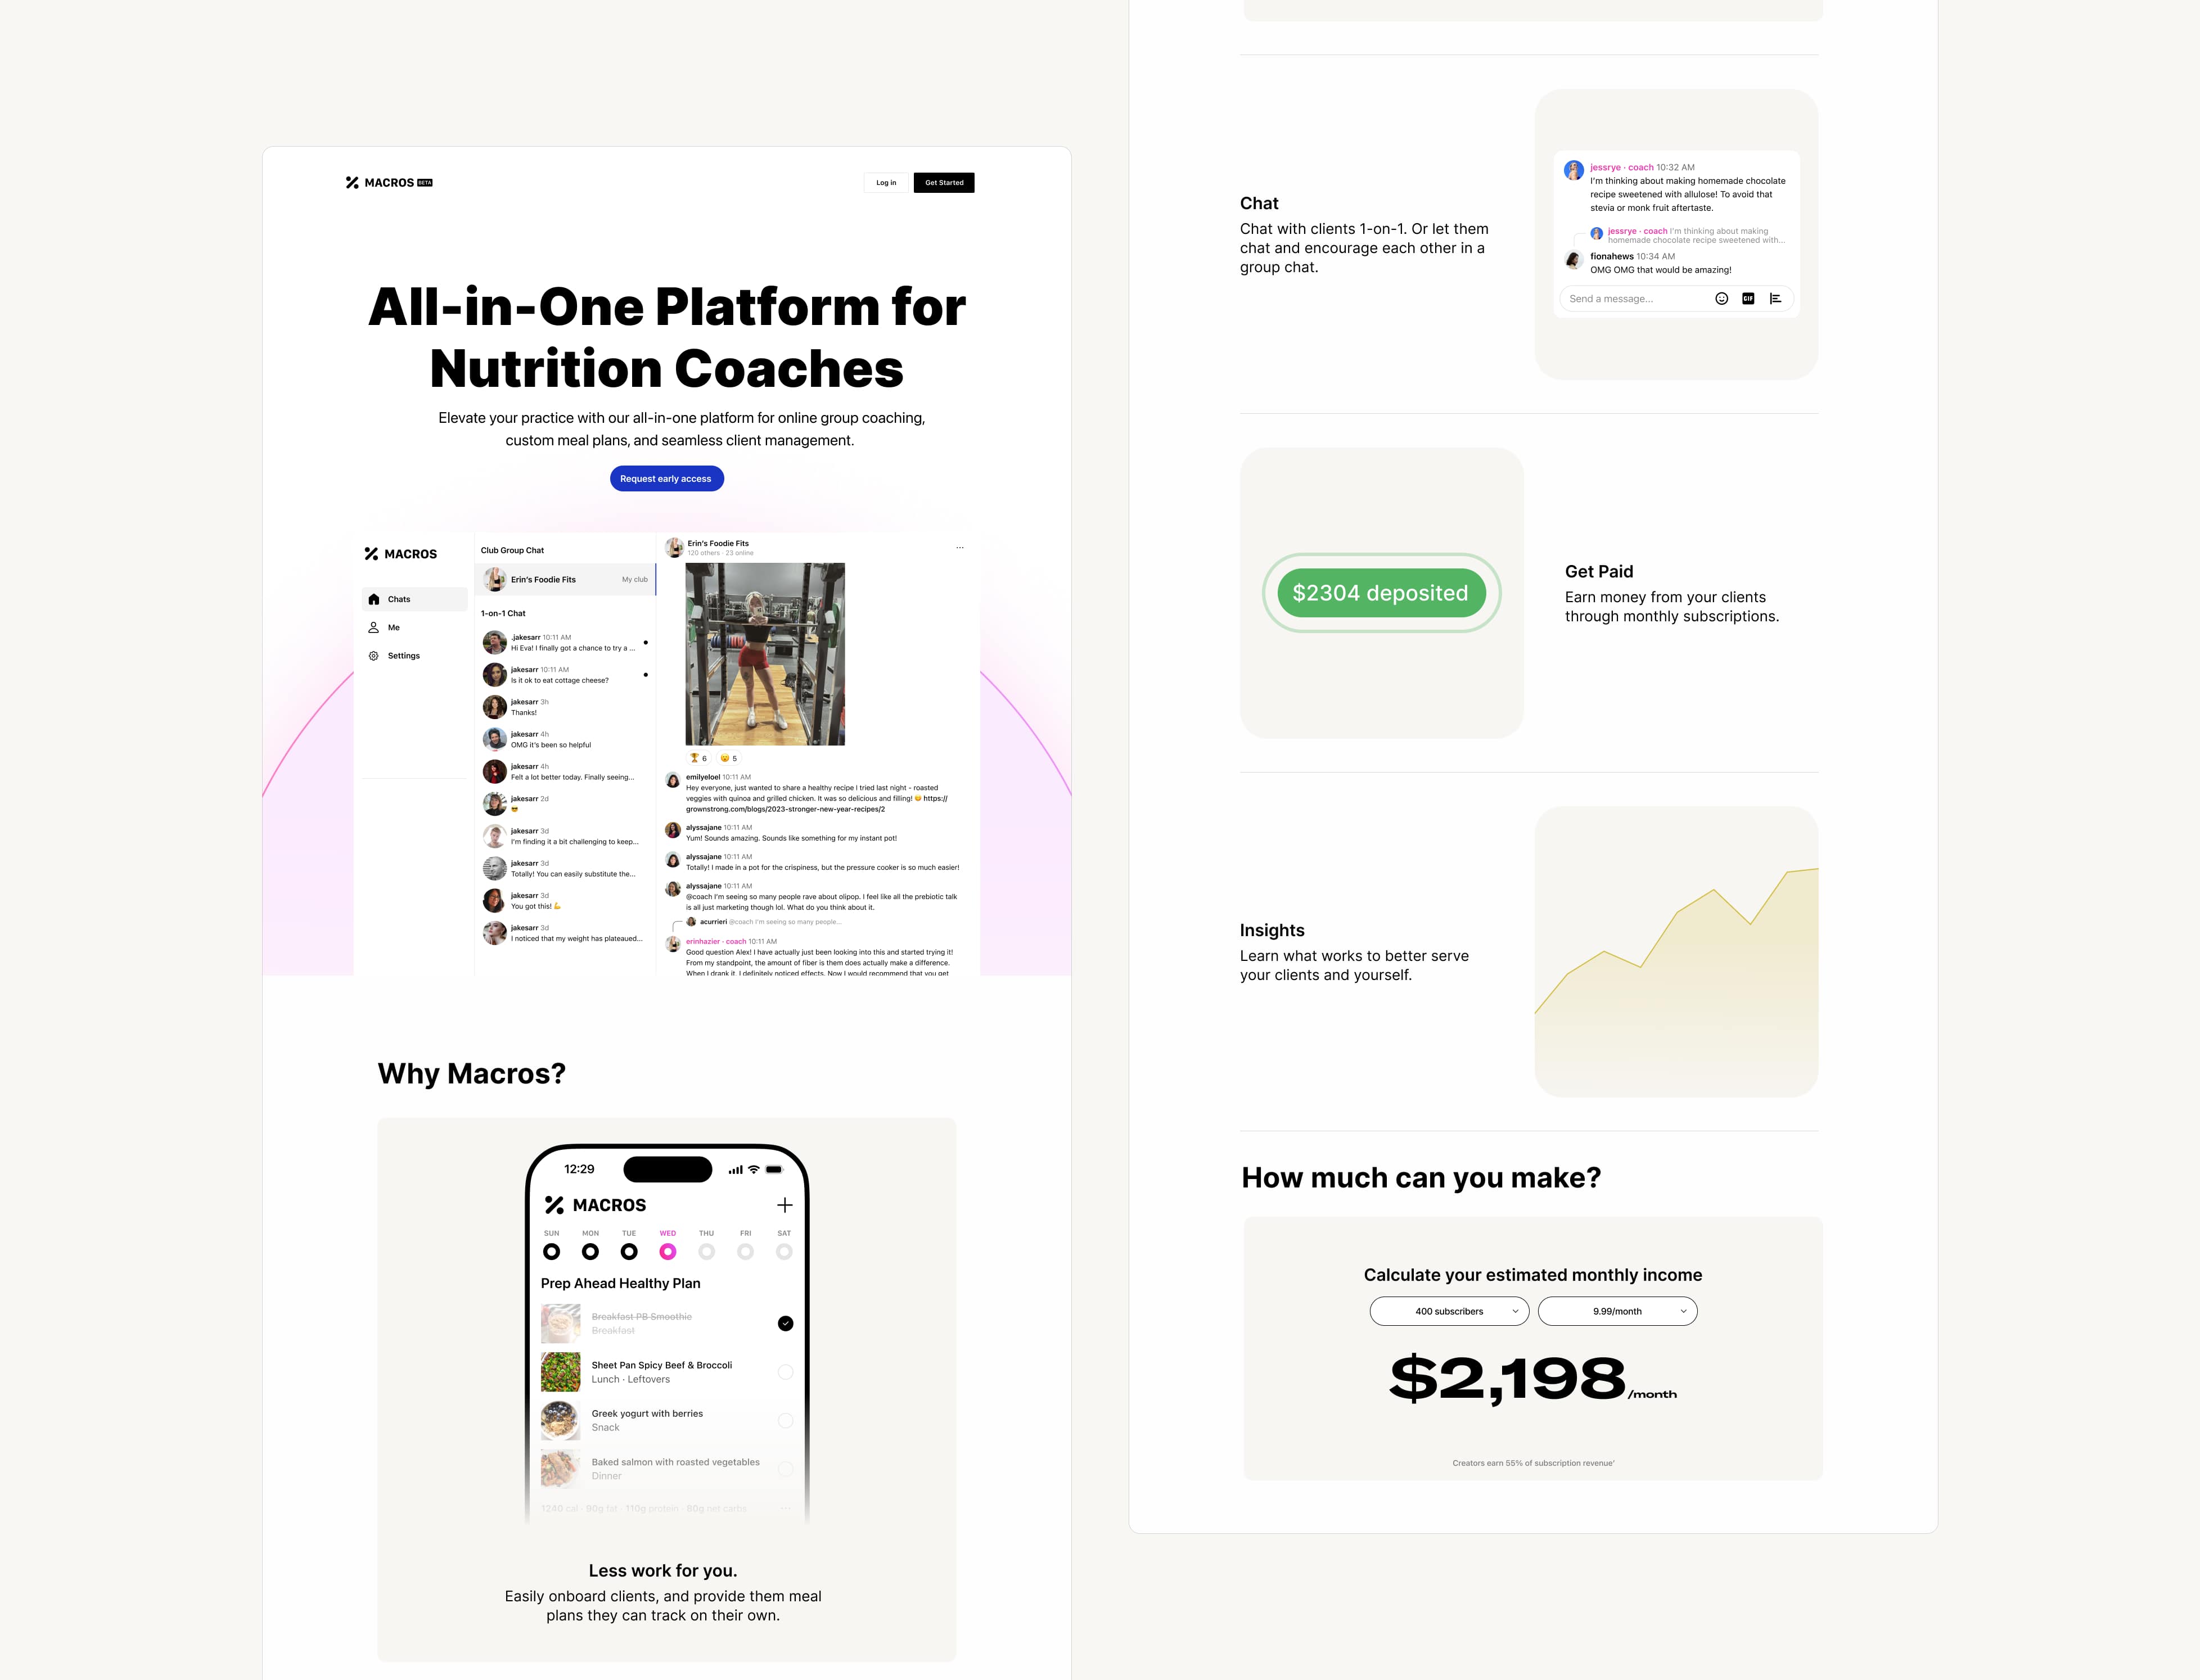 MACROS BETA
Log in
Get Started
All-in-One Platform for
Nutrition Coaches
Elevate your practice with our all-in-one platform for online group coaching,
custom meal plans, and seamless client management.
Request early access
MACROS
Chats
Me
Settings
Club Group Chat
Erin's Foodie Fits
My club
1-on-1 Chat
.jakesarr 10:11 AM
Hi Eva! I finally got a chance to try a ...
jakesarr 10:11 AM
Is it ok to eat cottage cheese?
jakesarr 3h
Thanks!
jakesarr 4h
OMG it's been so helpful
jakesarr 4h
Felt a lot better today. Finally seeing...
jakesarr 2d
😎
jakesarr 3d
I'm finding it a bit challenging to keep...
jakesarr 3d
Totally! You can easily substitute the...
jakesarr 3d
You got this! 💪
jakesarr 3d
I noticed that my weight has plateaued...
Erin's Foodie Fits
120 others · 23 online
...
🏆 6
😮 5
emilyeloel 10:11 AM
Hey everyone, just wanted to share a healthy recipe I tried last night - roasted
veggies with quinoa and grilled chicken. It was so delicious and filling! 😊 https://
grownstrong.com/blogs/2023-stronger-new-year-recipes/2
alyssajane 10:11 AM
Yum! Sounds amazing. Sounds like something for my instant pot!
alyssajane 10:11 AM
Totally! I made in a pot for the crispiness, but the pressure cooker is so much easier!
alyssajane 10:11 AM
@coach I'm seeing so many people rave about olipop. I feel like all the prebiotic talk
is all just marketing though lol. What do you think about it.
acurrieri @coach I'm seeing so many people...
erinhazier · coach 10:11 AM
Good question Alex! I have actually just been looking into this and started trying it!
From my standpoint, the amount of fiber is them does actually make a difference.
When I drank it, I definitely noticed effects. Now I would recommend that you get
Why Macros?
12:29
MACROS
SUN MON TUE WED THU FRI SAT
Prep Ahead Healthy Plan
Breakfast PB Smoothie
Breakfast
Sheet Pan Spicy Beef & Broccoli
Lunch · Leftovers
Greek yogurt with berries
Snack
Baked salmon with roasted vegetables
Dinner
1240 cal · 90g fat · 110g protein · 80g net carbs ...
Less work for you.
Easily onboard clients, and provide them meal
plans they can track on their own.
Chat
Chat with clients 1-on-1. Or let them
chat and encourage each other in a
group chat.
jessrye · coach 10:32 AM
I'm thinking about making homemade chocolate
recipe sweetened with allulose! To avoid that
stevia or monk fruit aftertaste.
jessrye · coach I'm thinking about making
homemade chocolate recipe sweetened with...
fionahews 10:34 AM
OMG OMG that would be amazing!
Send a message...
GIF
$2304 deposited
Get Paid
Earn money from your clients
through monthly subscriptions.
Insights
Learn what works to better serve
your clients and yourself.
How much can you make?
Calculate your estimated monthly income
400 subscribers
9.99/month
$2,198/month
Creators earn 55% of subscription revenue'